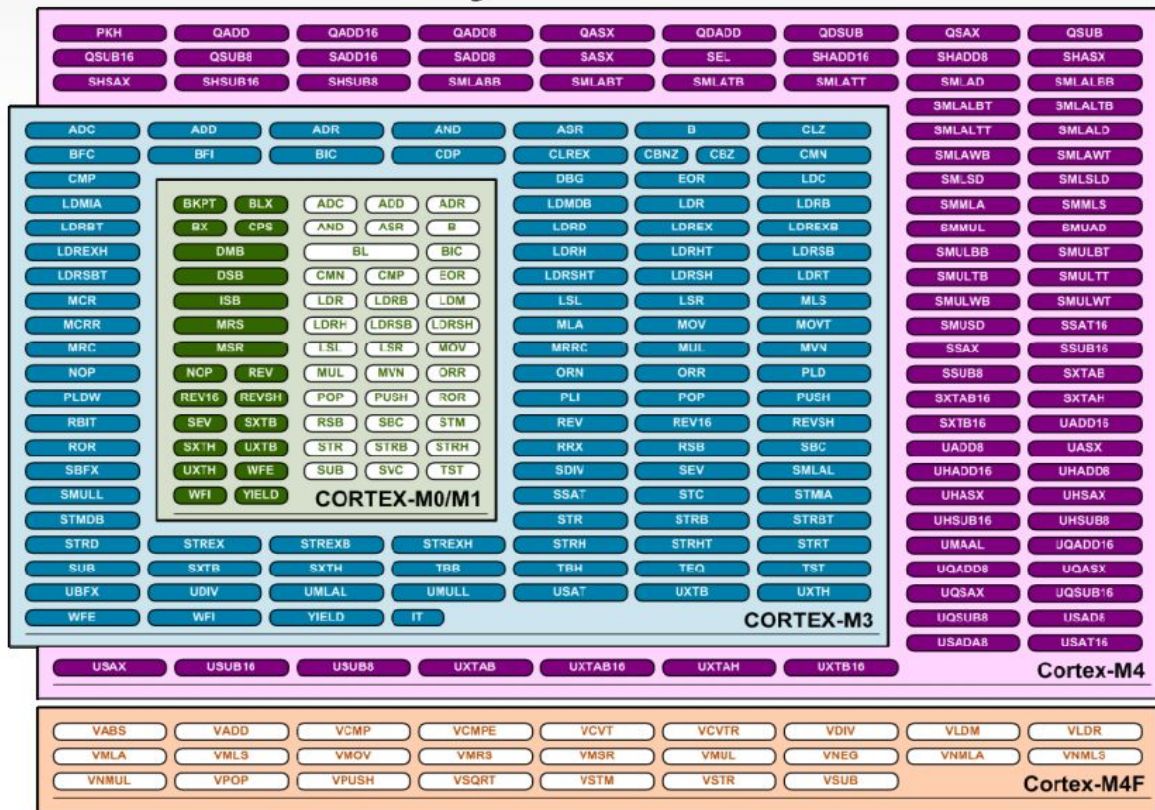 PKH QADD QADD16 QADD8 QASX QDADD QDSUB QSAX QSUB
QSUB16 QSUB8 SADD16 SADD8 SASX SEL SHADD16 SHADD8 SHASX
SHSAX SHSUB16 SHSUB8 SMLABB SMLABT SMLATB SMLATT SMLAD SMLALBB
SMLALBT SMLALTB
ADC ADD ADR AND ASR B CLZ SMLALTT SMLALD
BFC BFI BIC CDP CLREX CBNZ CBZ CMN SMLAWB SMLAWT
CMP DBG EOR LDC SMLSD SMLSLD
LDMIA BKPT BLX ADC ADD ADR LDMDB LDR LDRB SMMLA SMMLS
LDRBT BX CPS AND ASR B LDRD LDREX LDREXB SMMUL SMUAD
LDREXH DMB BL BIC LDRH LDRHT LDRSB SMULBB SMULBT
LDRSBT DSB CMN CMP EOR LDRSHT LDRSH LDRT SMULTB SMULTT
MCR ISB LDR LDRB LDM LSL LSR MLS SMULWB SMULWT
MCRR MRS LDRH LDRSB LDRSH MLA MOV MOVT SMUSD SSAT16
MRC MSR LSL LSR MOV MRRC MUL MVN SSAX SSUB16
NOP NOP REV MUL MVN ORR ORN ORR PLD SSUB8 SXTAB
PLDW REV16 REVSH POP PUSH ROR PLI POP PUSH SXTAB16 SXTAH
RBIT SEV SXTB RSB SBC STM REV REV16 REVSH SXTB16 UADD16
ROR SXTH UXTB STR STRB STRH RRX RSB SBC UADD8 UASX
SBFX UXTH WFE SUB SVC TST SDIV SEV SMLAL UHADD16 UHADD8
SMULL WFI YIELD CORTEX-M0/M1 SSAT STC STMIA UHASX UHSAX
STMDB STR STRB STRBT UHSUB16 UHSUB8
STRD STREX STREXB STREXH STRH STRHT STRT UMAAL UQADD16
SUB SXTB SXTH TBB TBH TEQ TST UQADD8 UQASX
UBFX UDIV UMLAL UMULL USAT UXTB UXTH UQSAX UQSUB16
WFE WFI YIELD IT CORTEX-M3 UQSUB8 USAD8
USADA8 USAT16
USAX USUB16 USUB8 UXTAB UXTAB16 UXTAH UXTB16 Cortex-M4
VABS VADD VCMP VCMPE VCVT VCVTR VDIV VLDM VLDR
VMLA VMLS VMOV VMRS VMSR VMUL VNEG VNMLA VNMLS
VNMUL VPOP VPUSH VSQRT VSTM VSTR VSUB Cortex-M4F